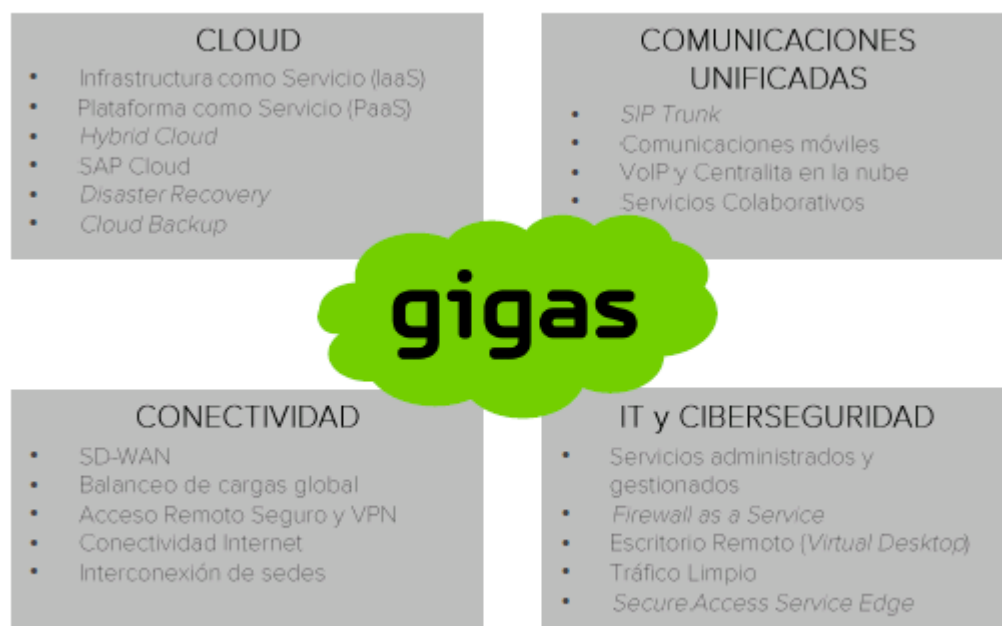 CLOUD
• Infrastructura como Servicio (IaaS)
• Plataforma como Servicio (PaaS)
• Hybrid Cloud
• SAP Cloud
• Disaster Recovery
• Cloud Backup
COMUNICACIONES
UNIFICADAS
• SIP Trunk
• Comunicaciones móviles
• VoIP y Centralita en la nube
• Servicios Colaborativos
gigas
CONECTIVIDAD
• SD-WAN
• Balanceo de cargas global
• Acceso Remoto Seguro y VPN
• Conectividad Internet
• Interconexión de sedes
IT y CIBERSEGURIDAD
• Servicios administrados y
gestionados
• Firewall as a Service
• Escritorio Remoto (Virtual Desktop)
• Tráfico Limpio
• Secure Access Service Edge